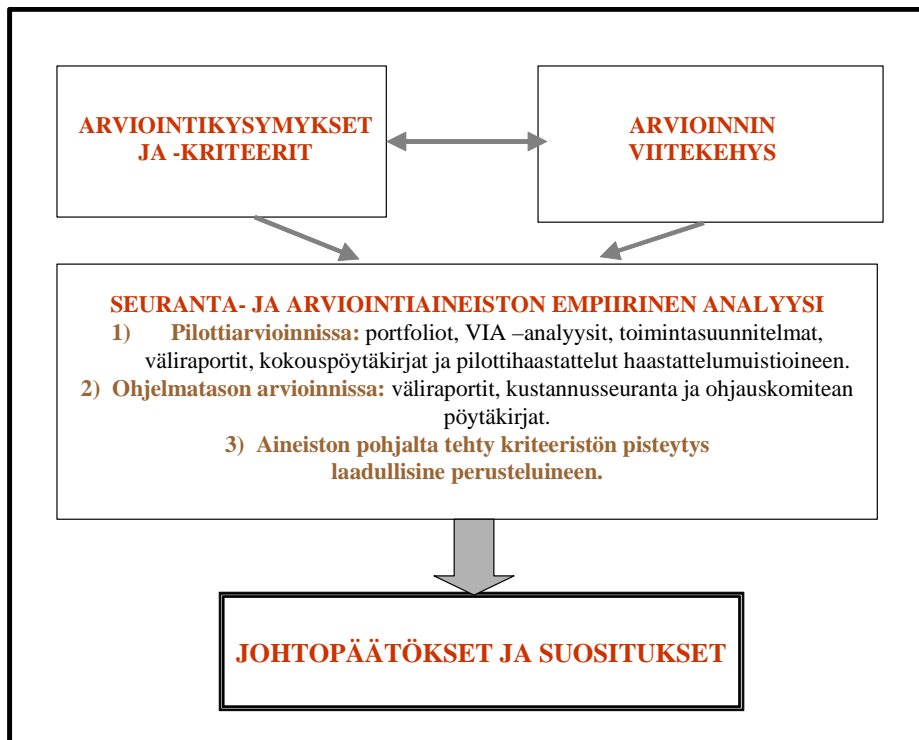 ARVIOINTIKYSYMYKSET
JA -KRITEERIT
ARVIOINNIN
VIITEKEHYS
SEURANTA- JA ARVIOINTIAINEISTON EMPIIRINEN ANALYYSI
1) Pilottiarvioinnissa: portfoliot, VIA –analyysit, toimintasuunnitelmat,
väliraportit, kokouspöytäkirjat ja pilottihaastattelut haastattelumuistioineen.
2) Ohjelmatason arvioinnissa: väliraportit, kustannusseuranta ja ohjauskomitean
pöytäkirjat.
3) Aineiston pohjalta tehty kriteeristön pisteytys
laadullisine perusteluineen.
JOHTOPÄÄTÖKSET JA SUOSITUKSET